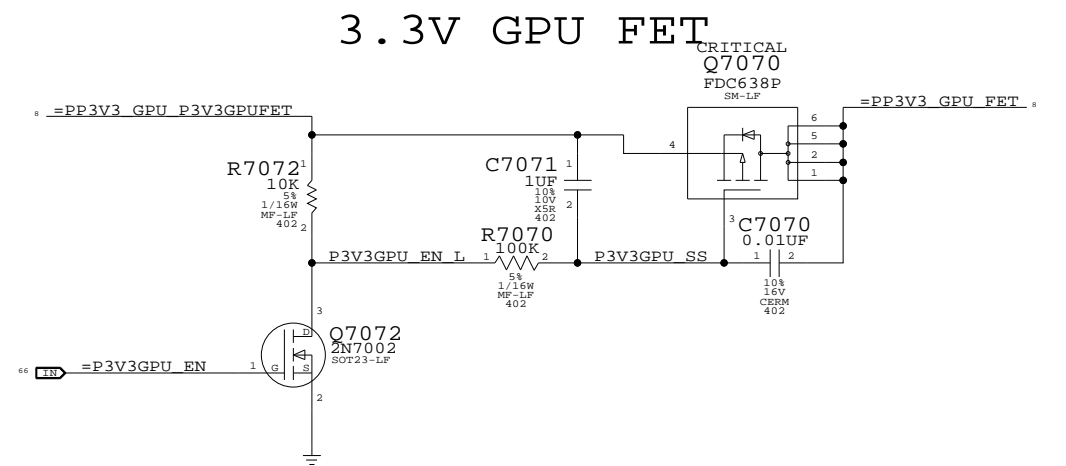 3.3V GPU FET
CRITICAL
Q7070
FDC638P
SM-LF
8
=PP3V3_GPU_P3V3GPUFET
=PP3V3_GPU_FET
8
6
5
2
1
4
3
R7072
10K
5%
1/16W
MF-LF
402
1
2
C7071
1UF
10%
10V
X5R
402
1
2
C7070
0.01UF
1
2
10%
16V
CERM
402
R7070
100K
1
2
5%
1/16W
MF-LF
402
P3V3GPU_EN_L
P3V3GPU_SS
3
D
Q7072
2N7002
SOT23-LF
G
S
1
2
66
IN
=P3V3GPU_EN